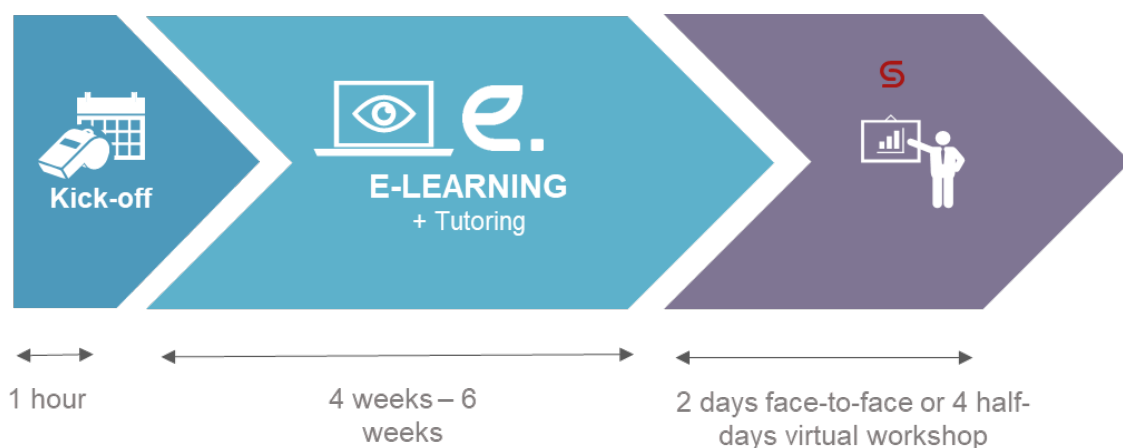 Kick-off
e.
E-LEARNING
+ Tutoring
S
1 hour
4 weeks – 6
weeks
2 days face-to-face or 4 half-
days virtual workshop